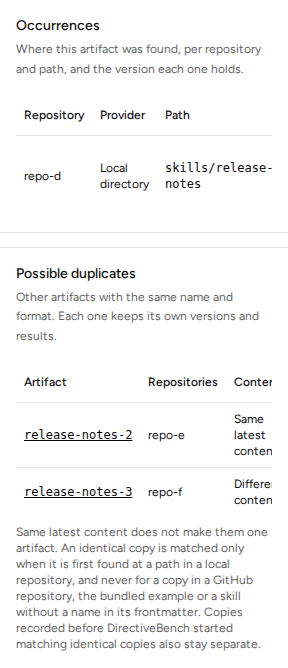 Occurrences
Where this artifact was found, per repository
and path, and the version each one holds.
Repository Provider Path
repo-d Local directory skills/release-notes
Possible duplicates
Other artifacts with the same name and
format. Each one keeps its own versions and
results.
Artifact Repositories
release-notes-2 repo-e Same latest
release-notes-3 repo-f
Same latest content does not make them one
artifact. An identical copy is matched only
when it is first found at a path in a local
repository, and never for a copy in a GitHub
repository, the bundled example or a skill
without a name in its frontmatter. Copies
recorded before DirectiveBench started
matching identical copies also stay separate.